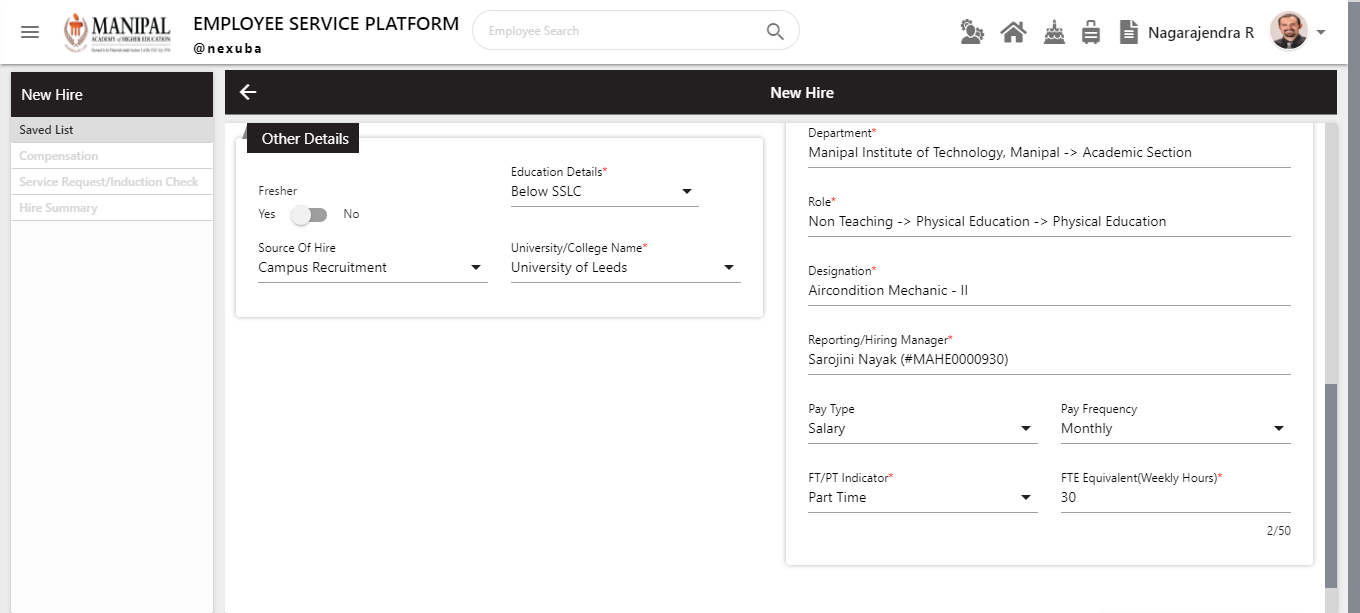 MANIPAL
ACADEMY of HIGHER EDUCATION
EMPLOYEE SERVICE PLATFORM
@nexuba
Employee Search
Nagarajendra R
New Hire
Saved List
Compensation
Service Request/Induction Check
Hire Summary
New Hire
Other Details
Fresher
Yes No
Education Details*
Below SSLC
Source Of Hire
Campus Recruitment
University/College Name*
University of Leeds
Department*
Manipal Institute of Technology, Manipal -> Academic Section
Role*
Non Teaching -> Physical Education -> Physical Education
Designation*
Aircondition Mechanic - II
Reporting/Hiring Manager*
Sarojini Nayak (#MAHE0000930)
Pay Type
Salary
Pay Frequency
Monthly
FT/PT Indicator*
Part Time
FTE Equivalent(Weekly Hours)*
30
2/50